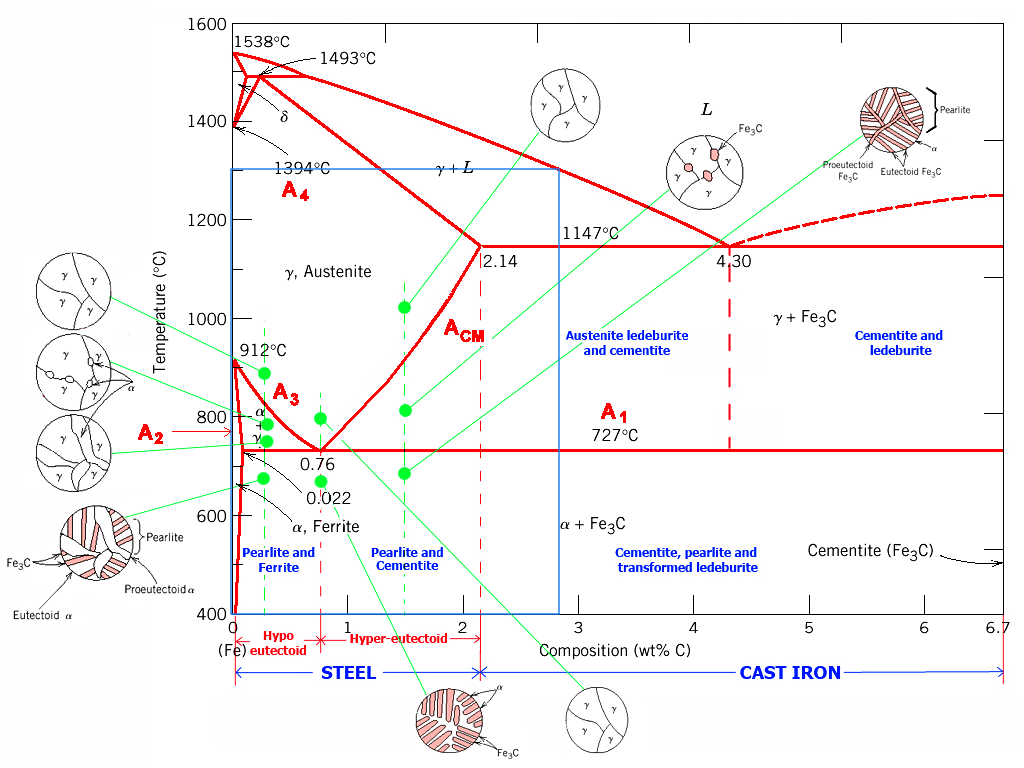 1600
1538°C
1493°C
1400
δ
1394°C
γ + L
L
γ
γ
γ
γ
Fe₃C
γ
γ
γ
Pearlite
α
Proeutectoid
Fe₃C
Eutectoid Fe₃C
A4
1200
1147°C
2.14
4.30
γ, Austenite
Temperature (°C)
1000
ACM
γ + Fe₃C
Austenite ledeburite
and cementite
Cementite and
ledeburite
γ
γ
γ
γ
912°C
γ
γ
γ
γ
α
A3
α
+
γ
800
A2
A1
727°C
γ
γ
γ
γ
0.76
0.022
600
α, Ferrite
α + Fe₃C
Pearlite
Fe₃C
Proeutectoid α
Eutectoid α
Pearlite and
Ferrite
Pearlite and
Cementite
Cementite, pearlite and
transformed ledeburite
Cementite (Fe₃C)
400
0
1
2
3
4
5
6
6.7
(Fe)
Hypo
eutectoid
Hyper-eutectoid
Composition (wt% C)
STEEL
CAST IRON
α
Fe₃C
γ
γ
γ
γ